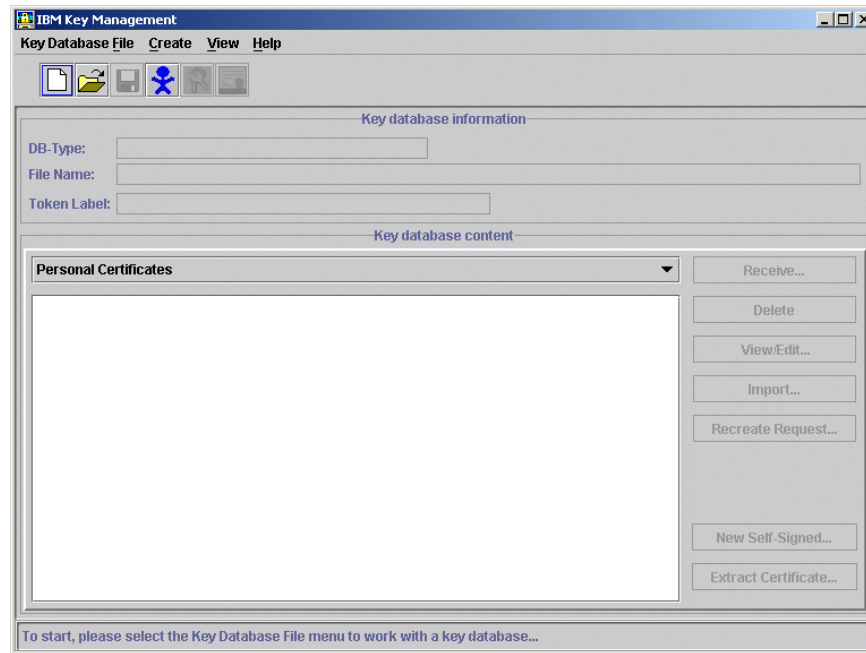 IBM Key Management
Key Database File Create View Help
Key database information
DB-Type:
File Name:
Token Label:
Key database content
Personal Certificates
Receive...
Delete
View/Edit...
Import...
Recreate Request...
New Self-Signed...
Extract Certificate...
To start, please select the Key Database File menu to work with a key database...